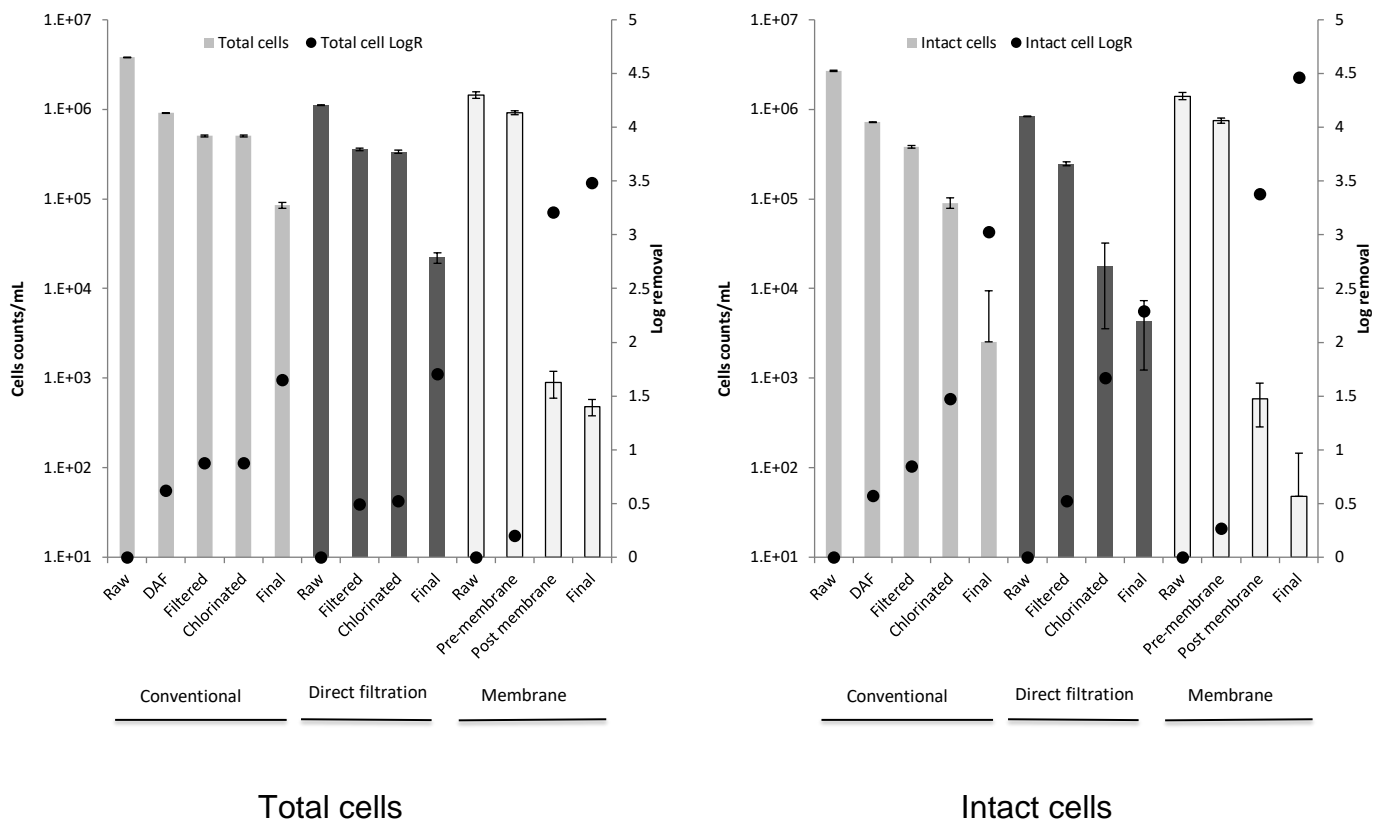 1.E+07
1.E+06
1.E+05
1.E+04
1.E+03
1.E+02
1.E+01
Cells counts/mL
Total cells
Total cell LogR
5
4.5
4
3.5
3
2.5
2
1.5
1
0.5
0
Log removal
Raw
DAF
Filtered
Chlorinated
Final
Raw
Filtered
Chlorinated
Final
Raw
Pre-membrane
Post membrane
Final
Conventional
Direct filtration
Membrane
Total cells
1.E+07
1.E+06
1.E+05
1.E+04
1.E+03
1.E+02
1.E+01
Cells counts/mL
Intact cells
Intact cell LogR
5
4.5
4
3.5
3
2.5
2
1.5
1
0.5
0
Log removal
Raw
DAF
Filtered
Chlorinated
Final
Raw
Filtered
Chlorinated
Final
Raw
Pre-membrane
Post membrane
Final
Conventional
Direct filtration
Membrane
Intact cells